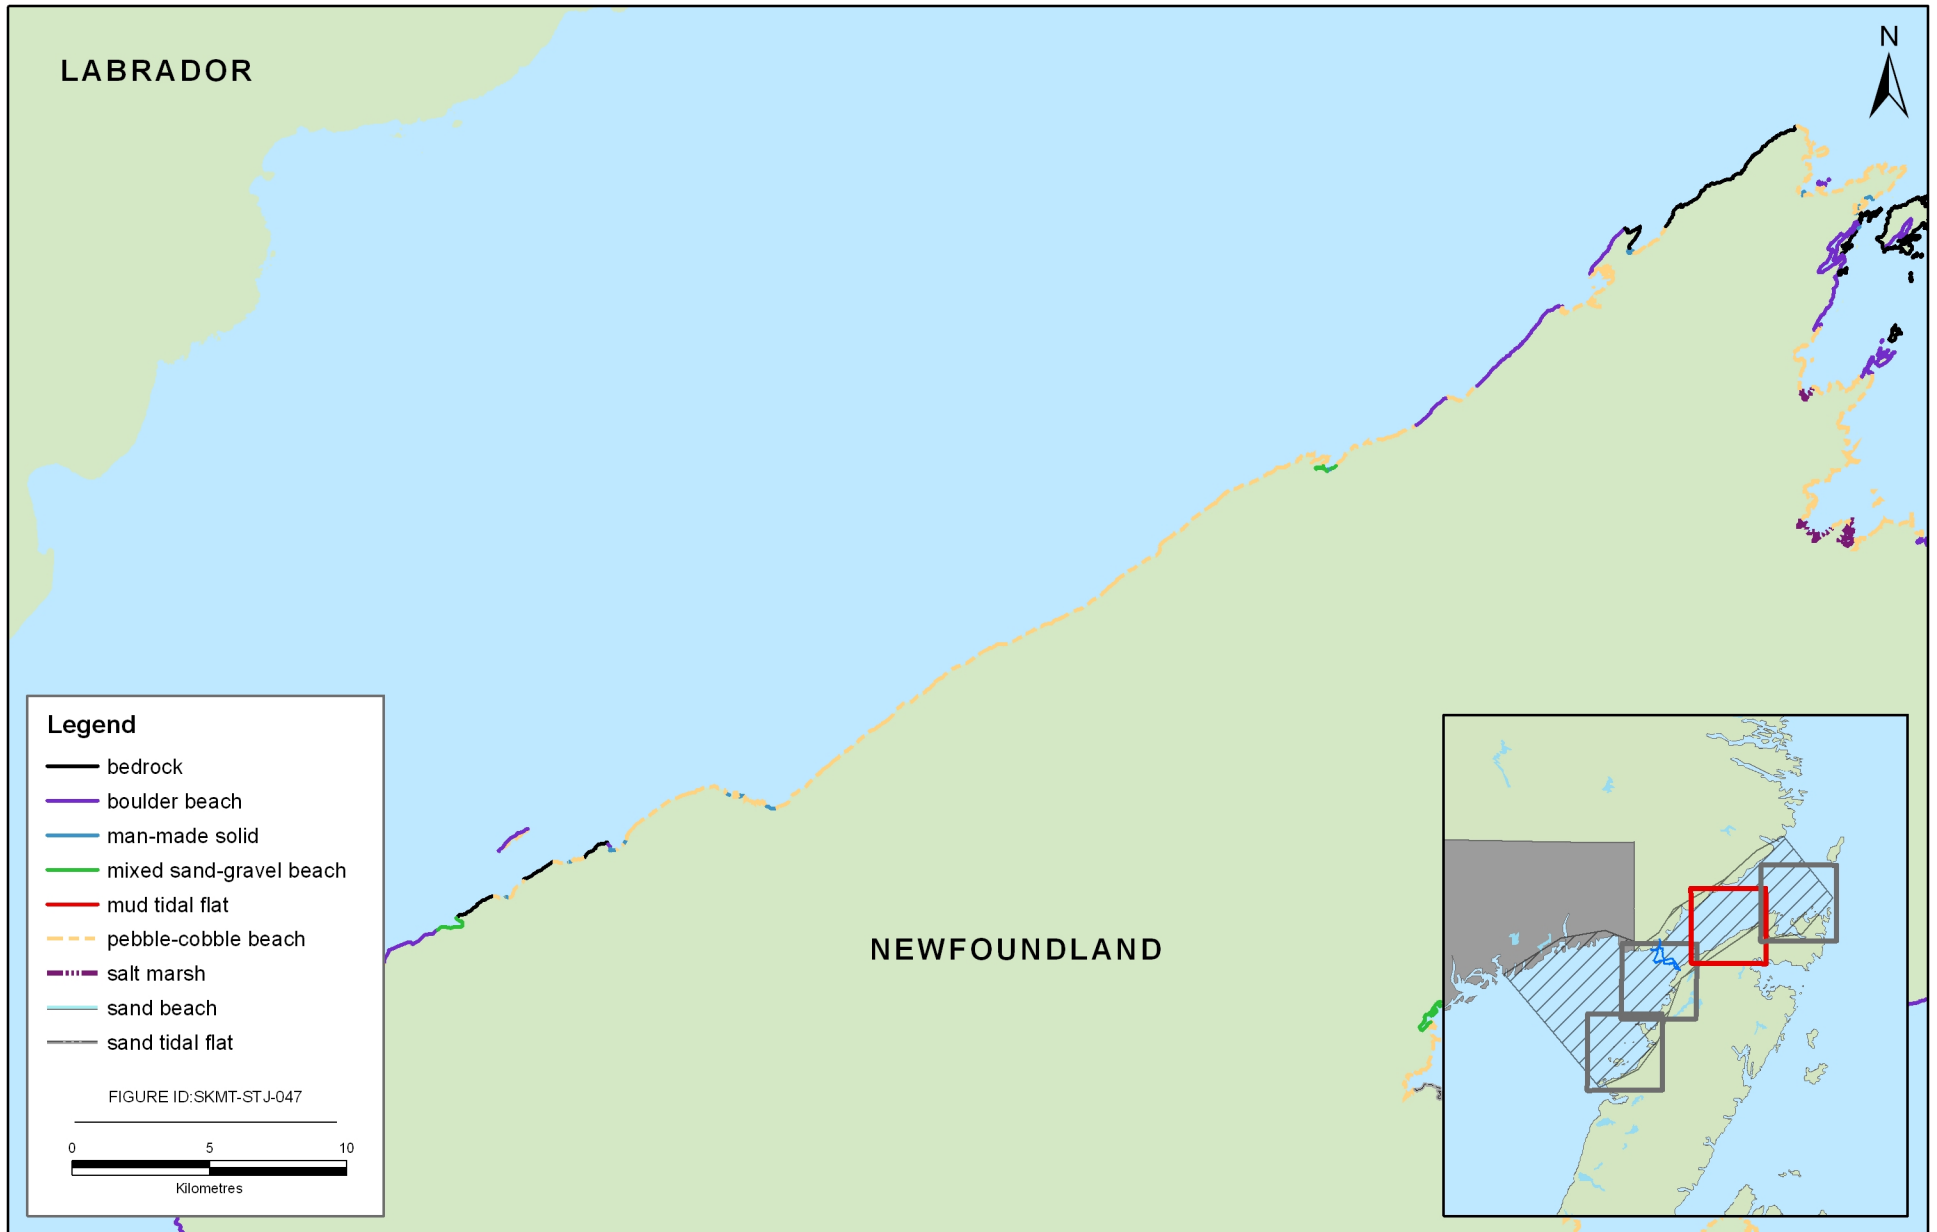 LABRADOR
N
Legend
bedrock
boulder beach
man-made solid
mixed sand-gravel beach
mud tidal flat
pebble-cobble beach
salt marsh
sand beach
sand tidal flat
FIGURE ID:SKMT-STJ-047
0 5 10
Kilometres
NEWFOUNDLAND